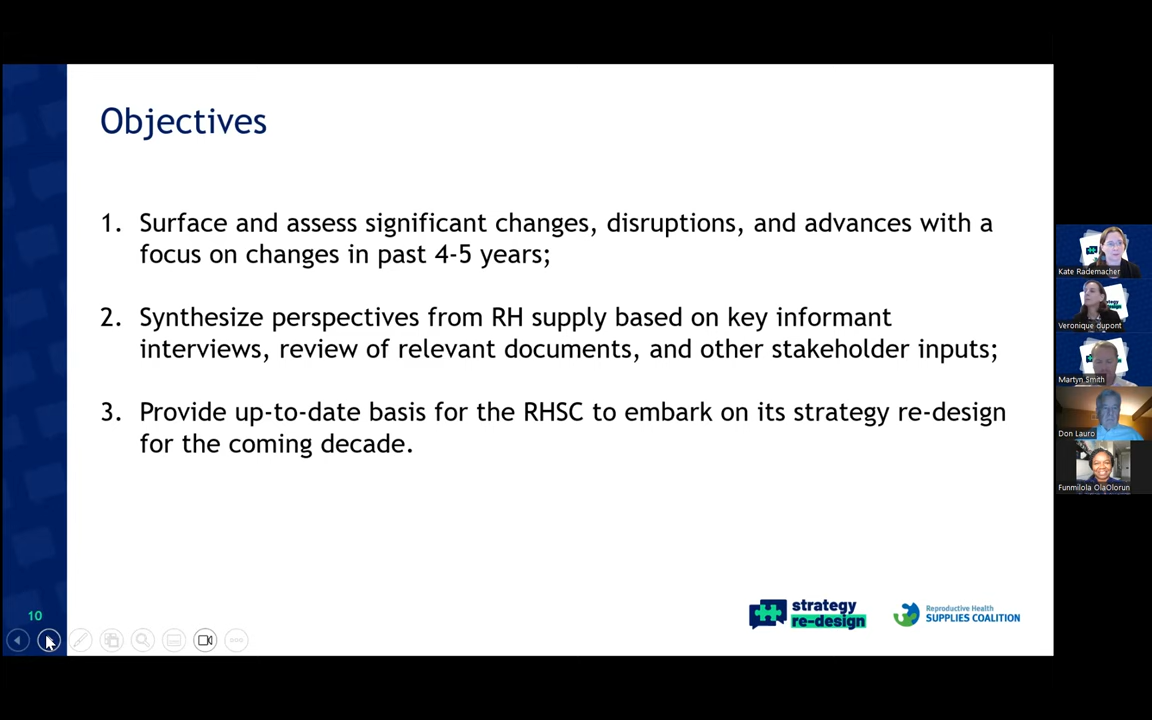 Objectives
1. Surface and assess significant changes, disruptions, and advances with a
focus on changes in past 4-5 years;
2. Synthesize perspectives from RH supply based on key informant
interviews, review of relevant documents, and other stakeholder inputs;
3. Provide up-to-date basis for the RHSC to embark on its strategy re-design
for the coming decade.
10
strategy
re-design
Reproductive Health
SUPPLIES COALITION
Kate Rademacher
Veronique dupont
Martyn Smith
Don Lauro
Funmilola OlaOlorun